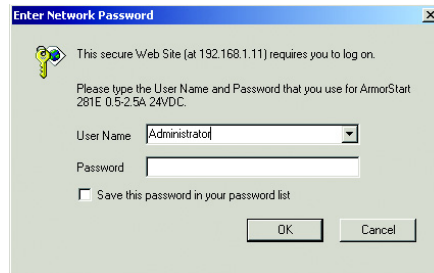 Enter Network Password
This secure Web Site (at 192.168.1.11) requires you to log on.
Please type the User Name and Password that you use for ArmorStart
281E 0.5-2.5A 24VDC.
User Name Administrator
Password
Save this password in your password list
OK Cancel